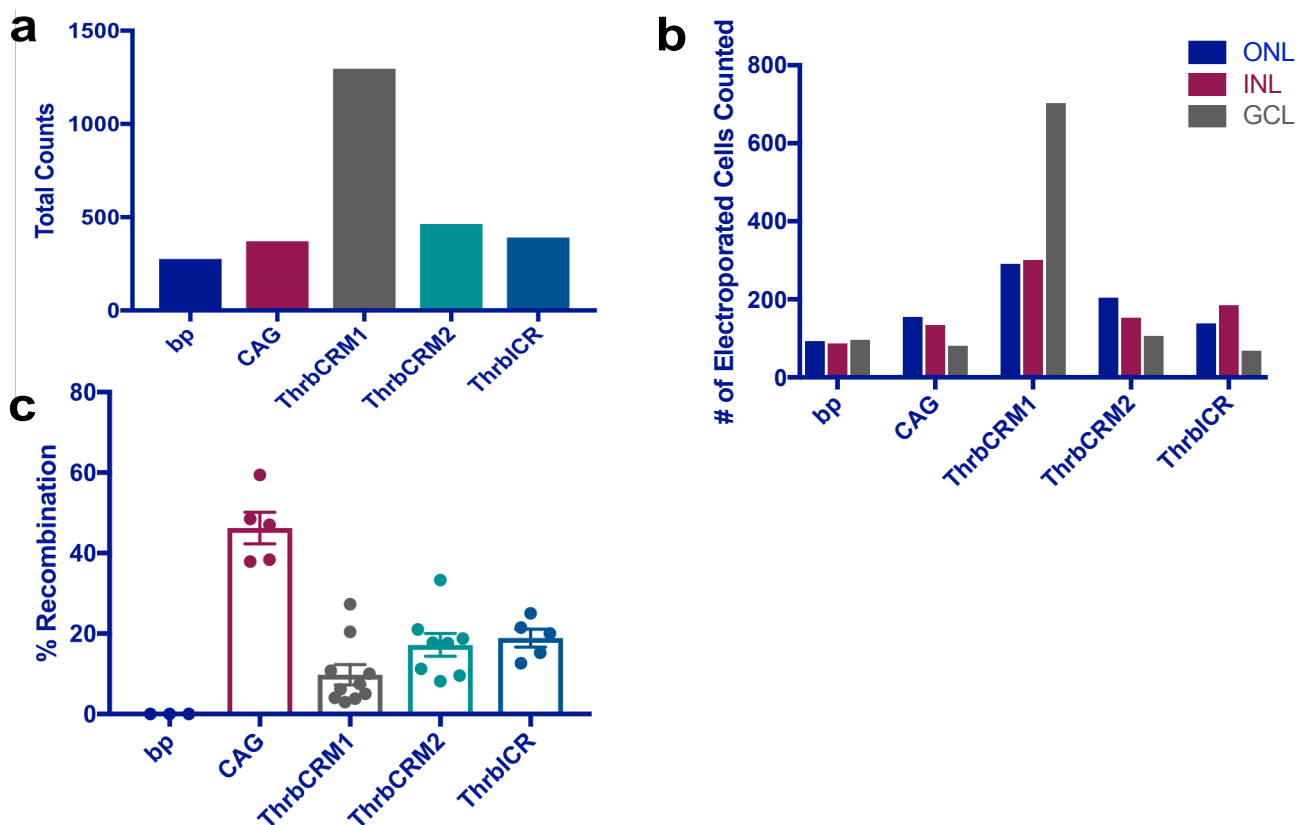 a
Total Counts
1500
1000
500
0
bp
CAG
ThrbCRM1
ThrbCRM2
ThrbICR
b
# of Electroporated Cells Counted
800
600
400
200
0
bp
CAG
ThrbCRM1
ThrbCRM2
ThrbICR
ONL
INL
GCL
c
% Recombination
80
60
40
20
0
bp
CAG
ThrbCRM1
ThrbCRM2
ThrbICR